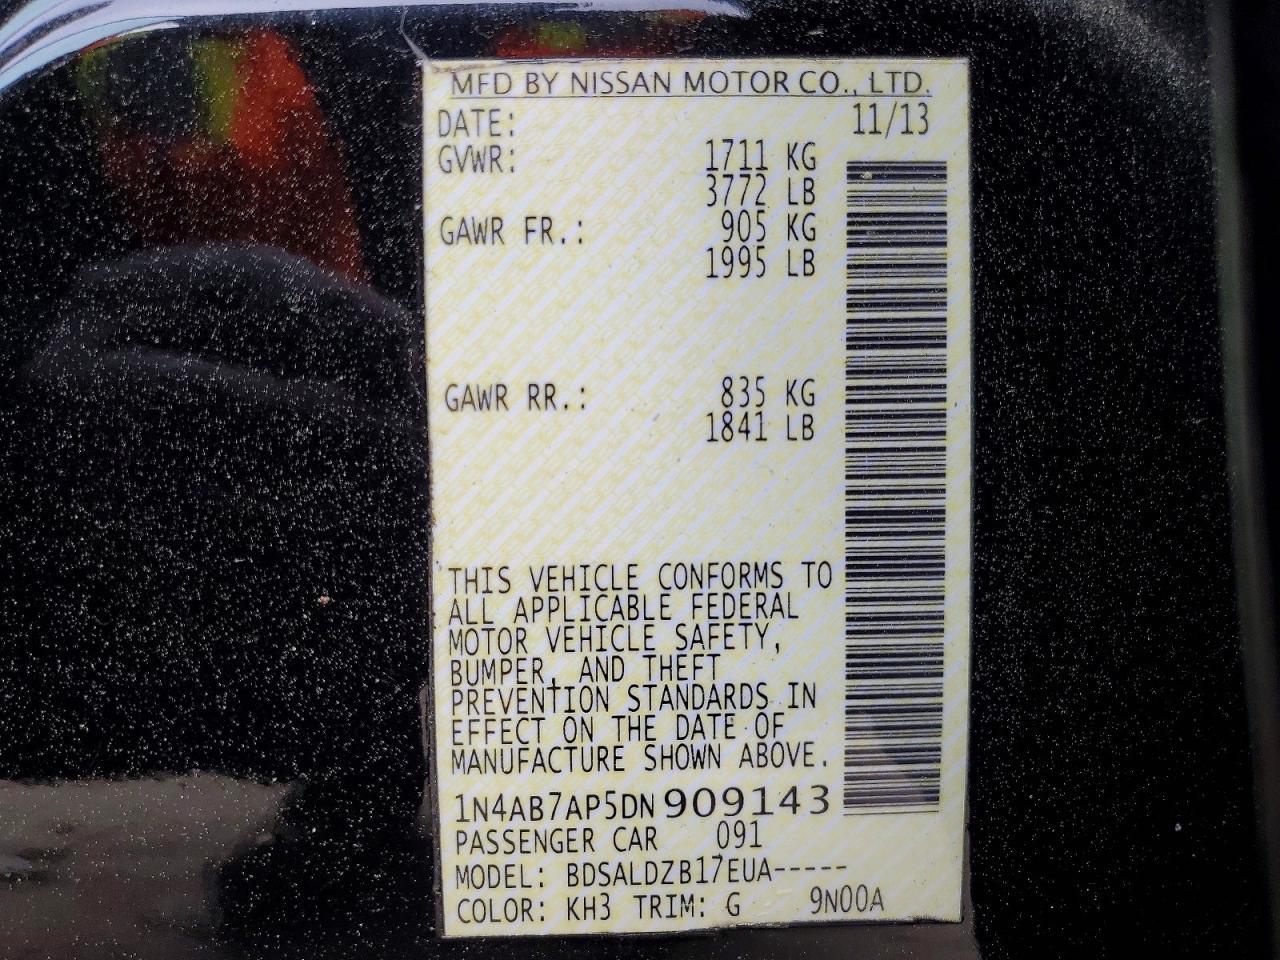 MFD BY NISSAN MOTOR CO., LTD.
DATE: 11/13
GVWR: 1711 KG
3772 LB
GAWR FR.: 905 KG
1995 LB
GAWR RR.: 835 KG
1841 LB
THIS VEHICLE CONFORMS TO
ALL APPLICABLE FEDERAL
MOTOR VEHICLE SAFETY,
BUMPER, AND THEFT
PREVENTION STANDARDS IN
EFFECT ON THE DATE OF
MANUFACTURE SHOWN ABOVE.
1N4AB7AP5DN909143
PASSENGER CAR 091
MODEL: BDSALDZB17EUA-----
COLOR: KH3 TRIM: G 9N00A